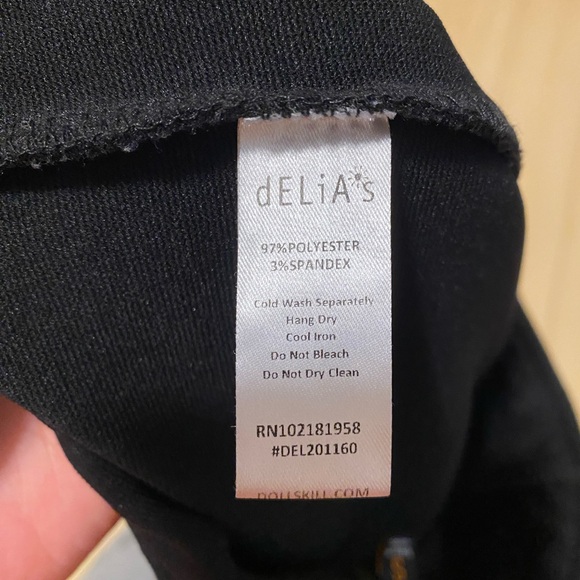 dELiA*s
97%POLYESTER
3%SPANDEX
Cold Wash Separately
Hang Dry
Cool Iron
Do Not Bleach
Do Not Dry Clean
RN102181958
#DEL201160
DOLLSKILL.COM